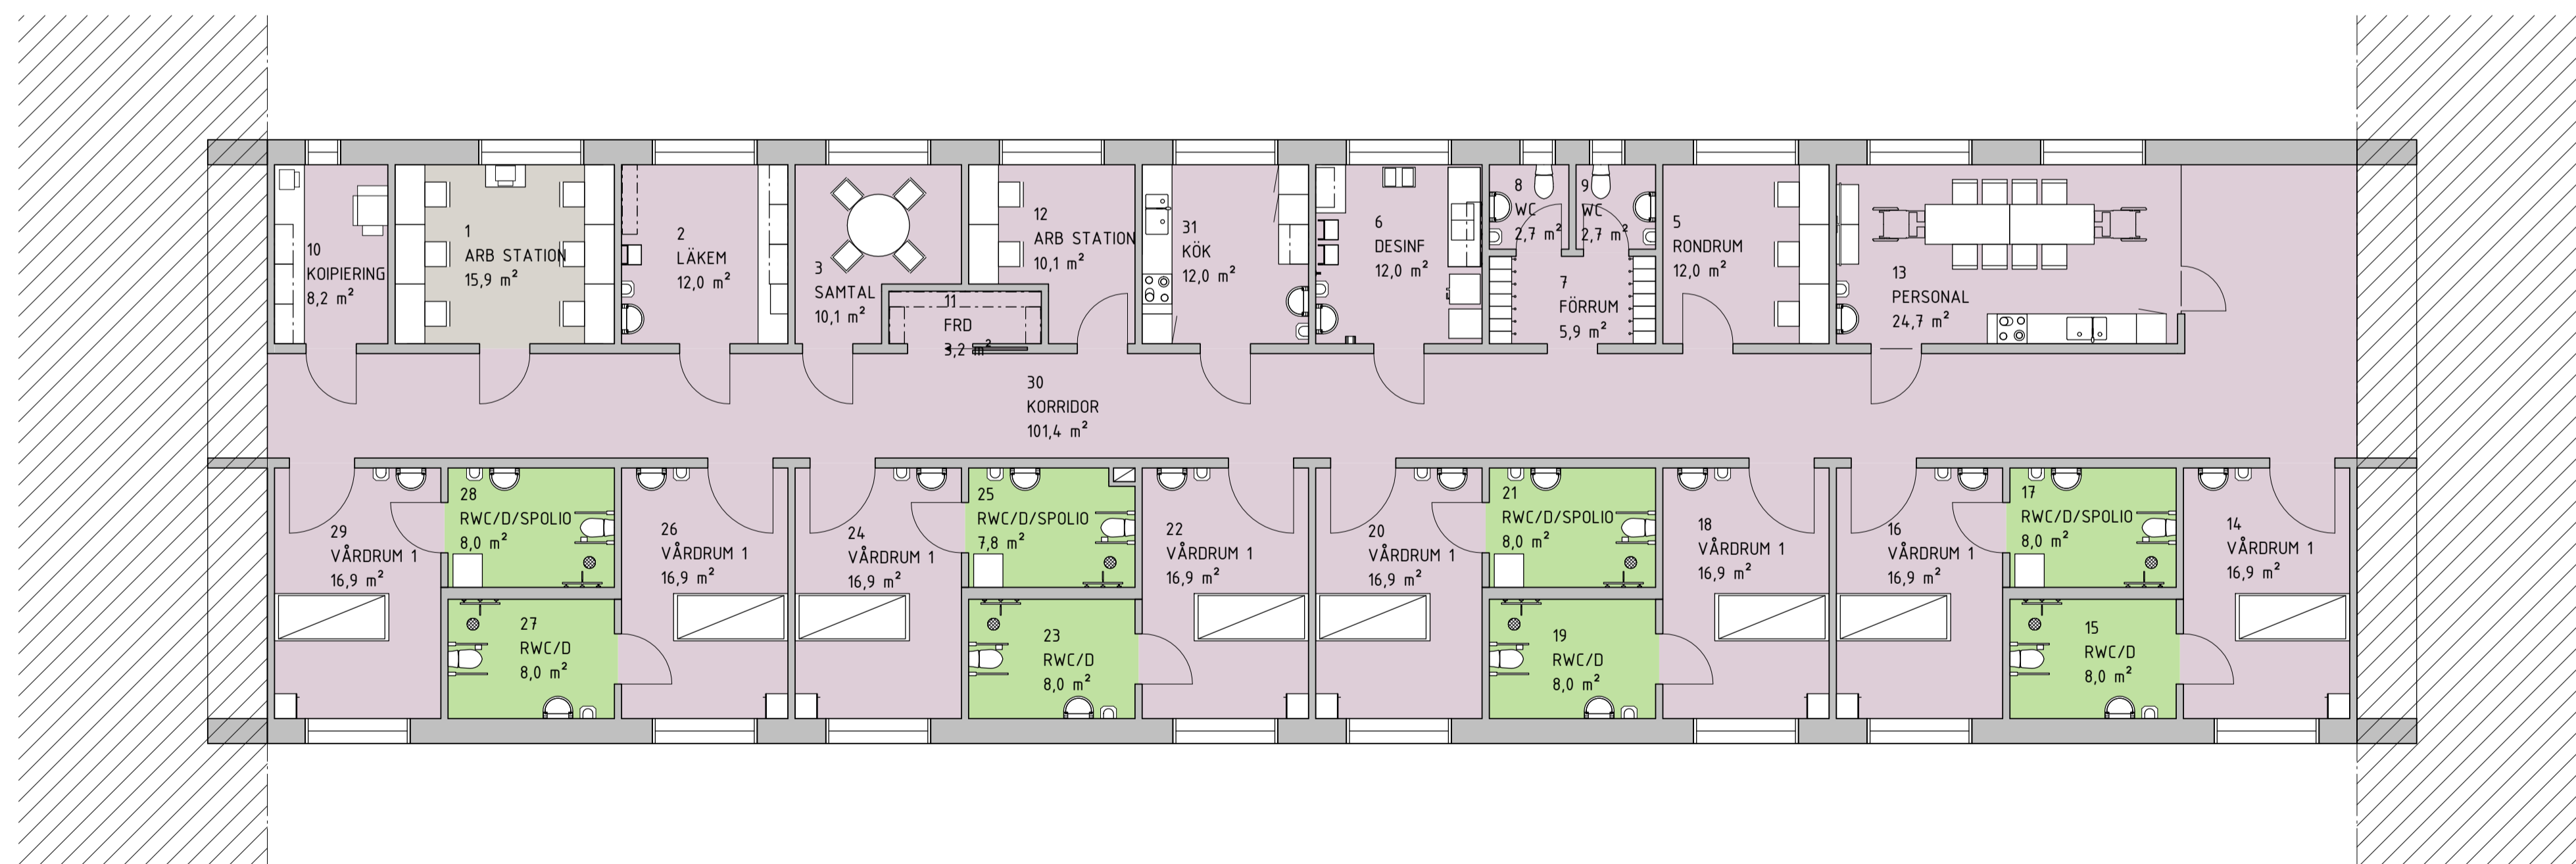 10
KOIPIERING
8,2 m²
1
ARB STATION
15,9 m²
2
LÄKEM
12,0 m²
3
SAMTAL
10,1 m²
11
FRD
3,2 m²
12
ARB STATION
10,1 m²
31
KÖK
12,0 m²
6
DESINF
12,0 m²
8
WC
2,7 m²
9
WC
2,7 m²
7
FÖRRUM
5,9 m²
5
RONDRUM
12,0 m²
13
PERSONAL
24,7 m²
30
KORRIDOR
101,4 m²
29
VÅRDRUM 1
16,9 m²
28
RWC/D/SPOLIO
8,0 m²
27
RWC/D
8,0 m²
26
VÅRDRUM 1
16,9 m²
24
VÅRDRUM 1
16,9 m²
25
RWC/D/SPOLIO
7,8 m²
23
RWC/D
8,0 m²
22
VÅRDRUM 1
16,9 m²
20
VÅRDRUM 1
16,9 m²
21
RWC/D/SPOLIO
8,0 m²
19
RWC/D
8,0 m²
18
VÅRDRUM 1
16,9 m²
16
VÅRDRUM 1
16,9 m²
17
RWC/D/SPOLIO
8,0 m²
15
RWC/D
8,0 m²
14
VÅRDRUM 1
16,9 m²